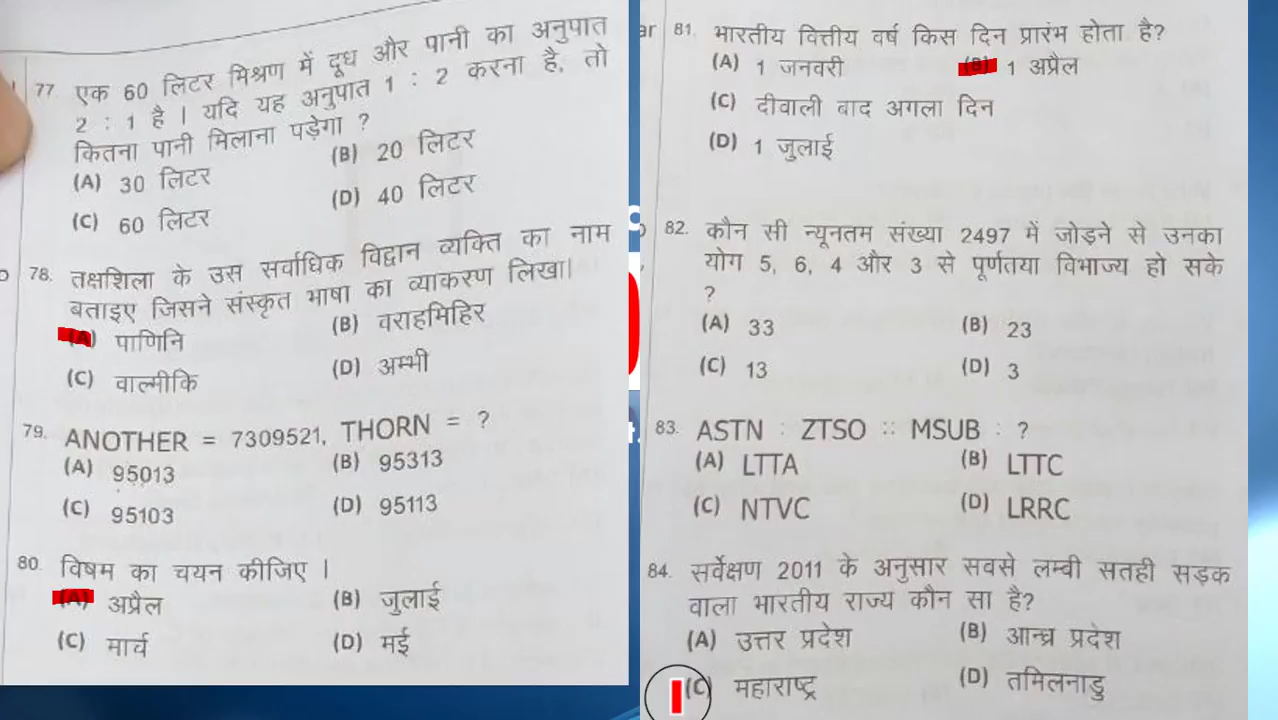 77. एक 60 लिटर मिश्रण में दूध और पानी का अनुपात
2 : 1 है । यदि यह अनुपात 1 : 2 करना है, तो
कितना पानी मिलाना पड़ेगा ?
(A) 30 लिटर (B) 20 लिटर
(C) 60 लिटर (D) 40 लिटर
78. तक्षशिला के उस सर्वाधिक विद्वान व्यक्ति का नाम
बताइए जिसने संस्कृत भाषा का व्याकरण लिखा।
(A) पाणिनि (B) वराहमिहिर
(C) वाल्मीकि (D) अम्भी
79. ANOTHER = 7309521, THORN = ?
(A) 95013 (B) 95313
(C) 95103 (D) 95113
80. विषम का चयन कीजिए ।
(A) अप्रैल (B) जुलाई
(C) मार्च (D) मई
ar
81. भारतीय वित्तीय वर्ष किस दिन प्रारंभ होता है?
(A) 1 जनवरी (B) 1 अप्रैल
(C) दीवाली बाद अगला दिन
(D) 1 जुलाई
82. कौन सी न्यूनतम संख्या 2497 में जोड़ने से उनका
योग 5, 6, 4 और 3 से पूर्णतया विभाज्य हो सके
?
(A) 33 (B) 23
(C) 13 (D) 3
83. ASTN : ZTSO :: MSUB : ?
(A) LTTA (B) LTTC
(C) NTVC (D) LRRC
84. सर्वेक्षण 2011 के अनुसार सबसे लम्बी सतही सड़क
वाला भारतीय राज्य कौन सा है?
(A) उत्तर प्रदेश (B) आन्ध्र प्रदेश
(C) महाराष्ट्र (D) तमिलनाडु